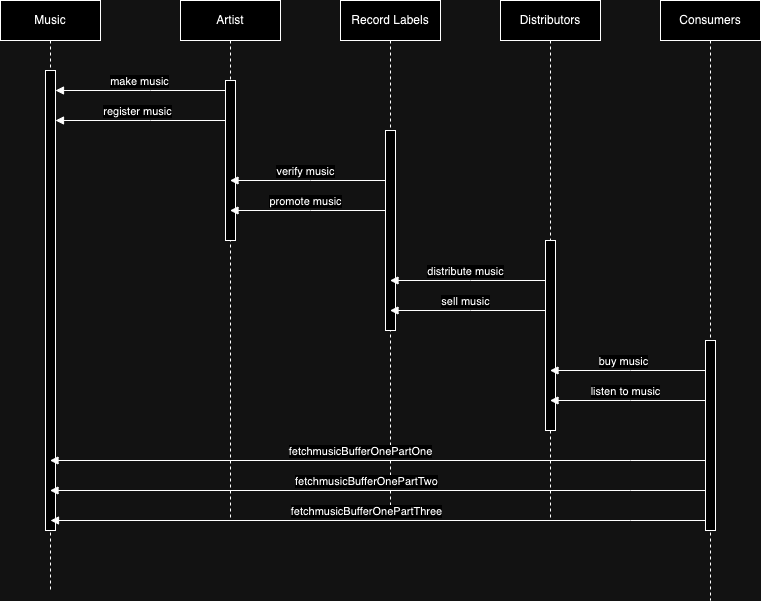 Music
Artist
Record Labels
Distributors
Consumers
make music
register music
verify music
promote music
distribute music
sell music
buy music
listen to music
fetchmusicBufferOnePartOne
fetchmusicBufferOnePartTwo
fetchmusicBufferOnePartThree